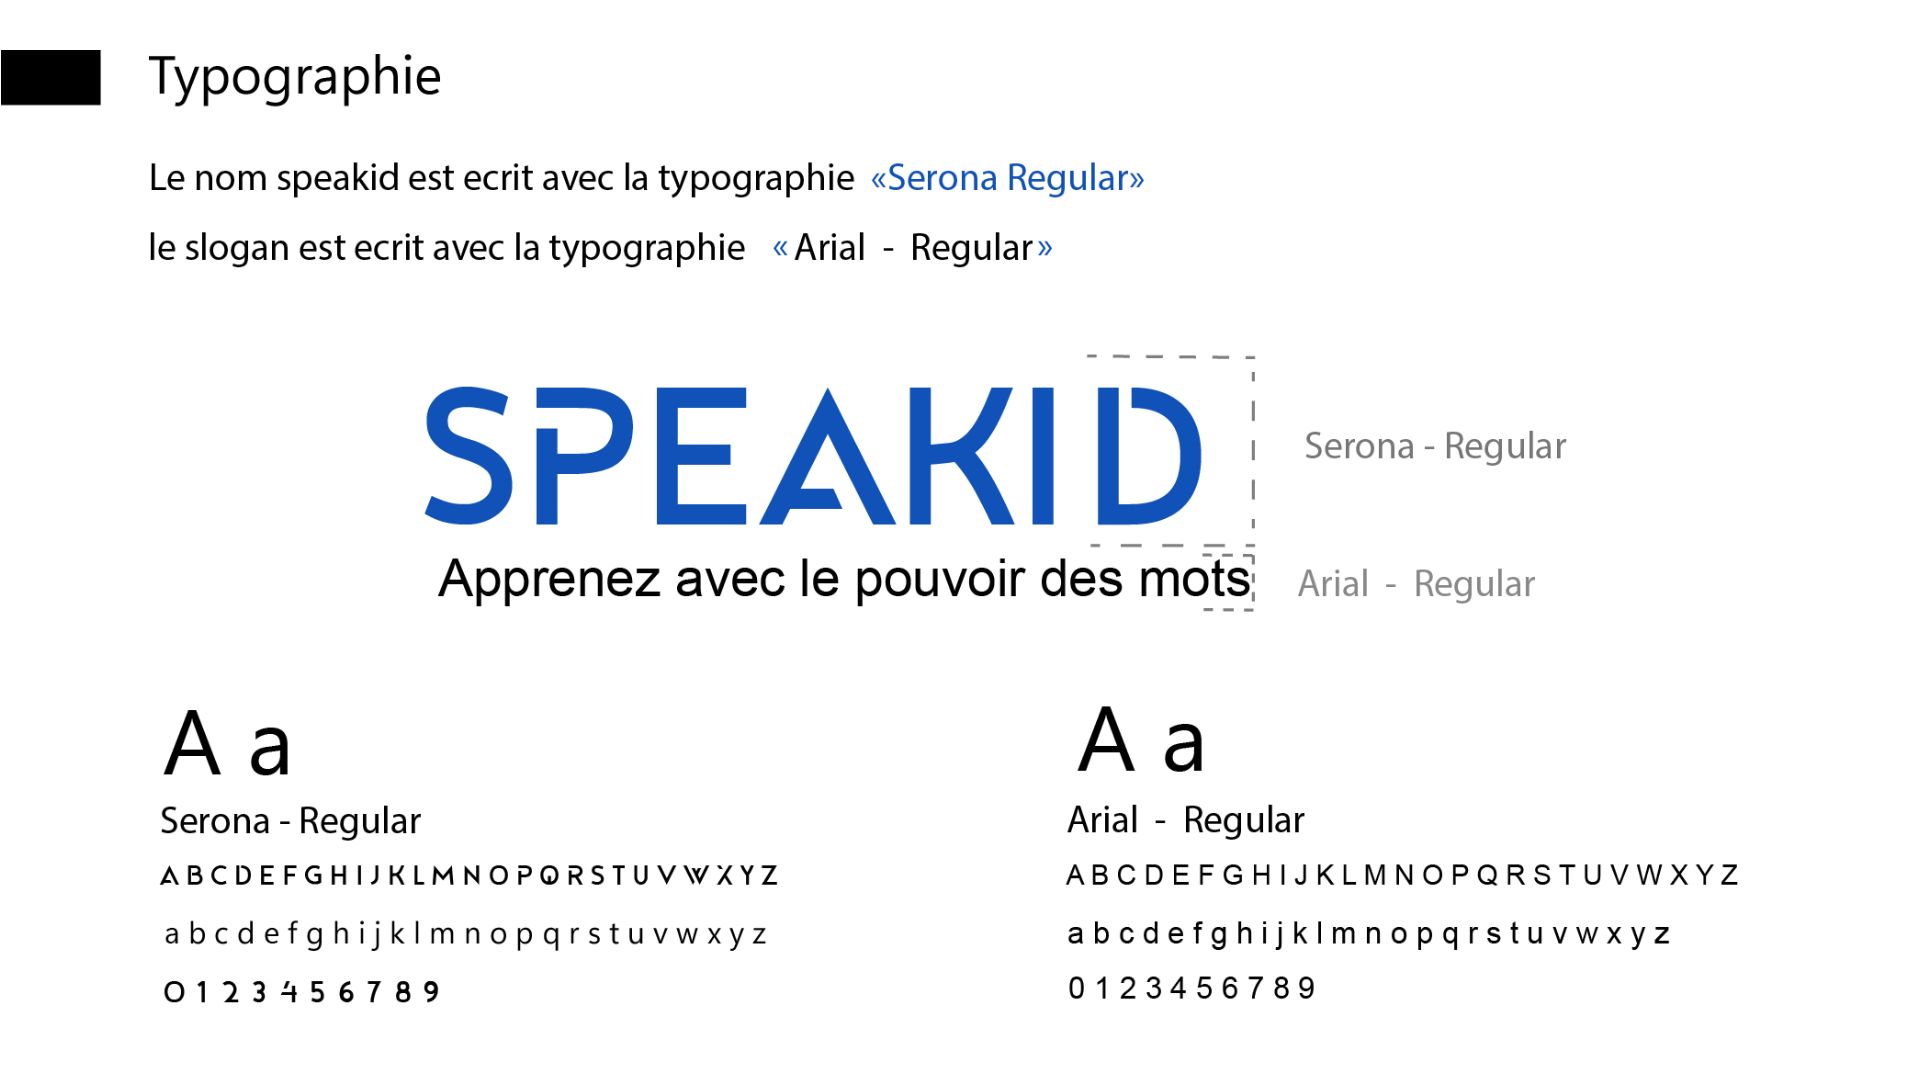 Typographie
Le nom speakid est ecrit avec la typographie «Serona Regular»
le slogan est ecrit avec la typographie « Arial - Regular»
SPEAKID
Serona - Regular
Apprenez avec le pouvoir des mots
Arial - Regular
A a
Serona - Regular
A B C D E F G H I J K L M N O P Q R S T U V W X Y Z
a b c d e f g h i j k l m n o p q r s t u v w x y z
0 1 2 3 4 5 6 7 8 9
A a
Arial - Regular
A B C D E F G H I J K L M N O P Q R S T U V W X Y Z
a b c d e f g h i j k l m n o p q r s t u v w x y z
0 1 2 3 4 5 6 7 8 9